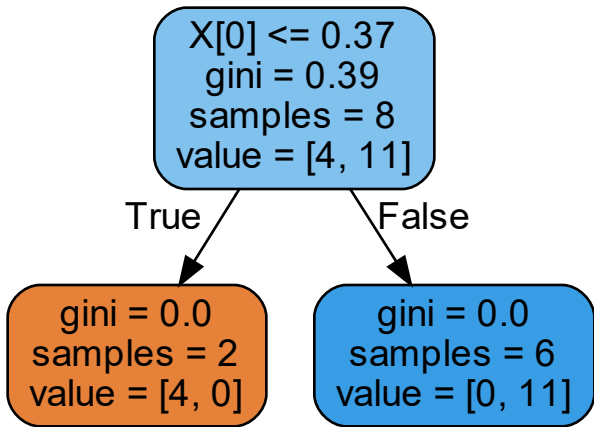 X[0] <= 0.37
gini = 0.39
samples = 8
value = [4, 11]
True
False
gini = 0.0
samples = 2
value = [4, 0]
gini = 0.0
samples = 6
value = [0, 11]